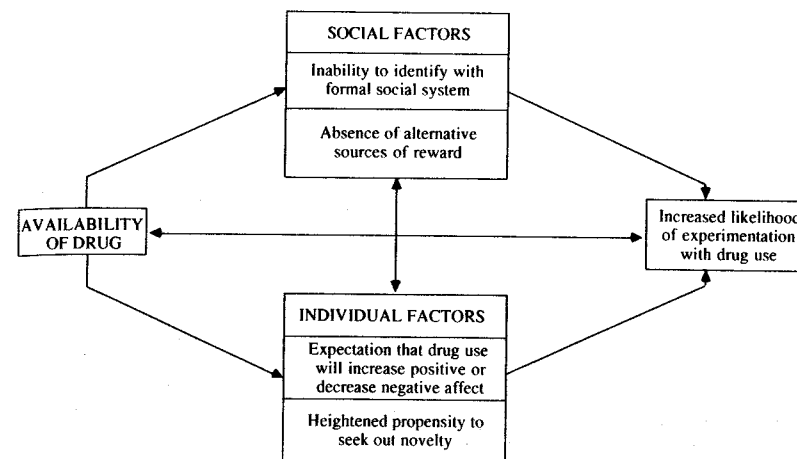 SOCIAL FACTORS
Inability to identify with
formal social system
Absence of alternative
sources of reward
AVAILABILITY
OF DRUG
Increased likelihood
of experimentation
with drug use
INDIVIDUAL FACTORS
Expectation that drug use
will increase positive or
decrease negative affect
Heightened propensity to
seek out novelty